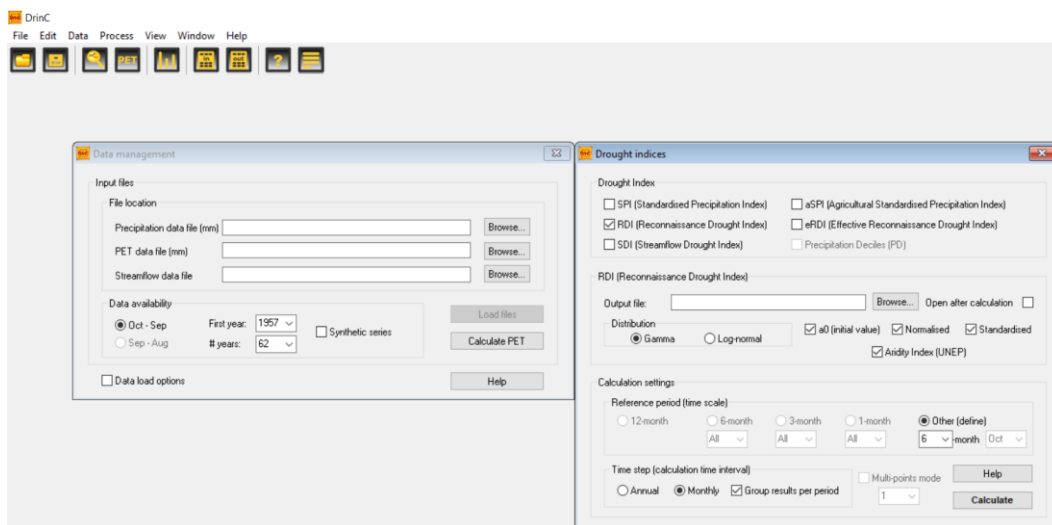 DrinC
File Edit Data Process View Window Help
PET in out ?
Data management
Input files
File location
Precipitation data file (mm) Browse...
PET data file (mm) Browse...
Streamflow data file Browse...
Data availability
Oct - Sep First year: 1957 Synthetic series
Sep - Aug # years: 62
Load files
Calculate PET
Data load options Help
Drought indices
Drought Index
SPI (Standardised Precipitation Index) aSPI (Agricultural Standardised Precipitation Index)
RDI (Reconnaissance Drought Index) eRDI (Effective Reconnaissance Drought Index)
SDI (Streamflow Drought Index) Precipitation Deciles (PD)
RDI (Reconnaissance Drought Index)
Output file: Browse... Open after calculation
Distribution
Gamma Log-normal
a0 (initial value) Normalised Standardised
Aridity Index (UNEP)
Calculation settings
Reference period (time scale)
12-month 6-month 3-month 1-month Other (define)
All All All 6 -month Oct
Time step (calculation time interval)
Annual Monthly Group results per period
Multi-points mode Help
1 Calculate